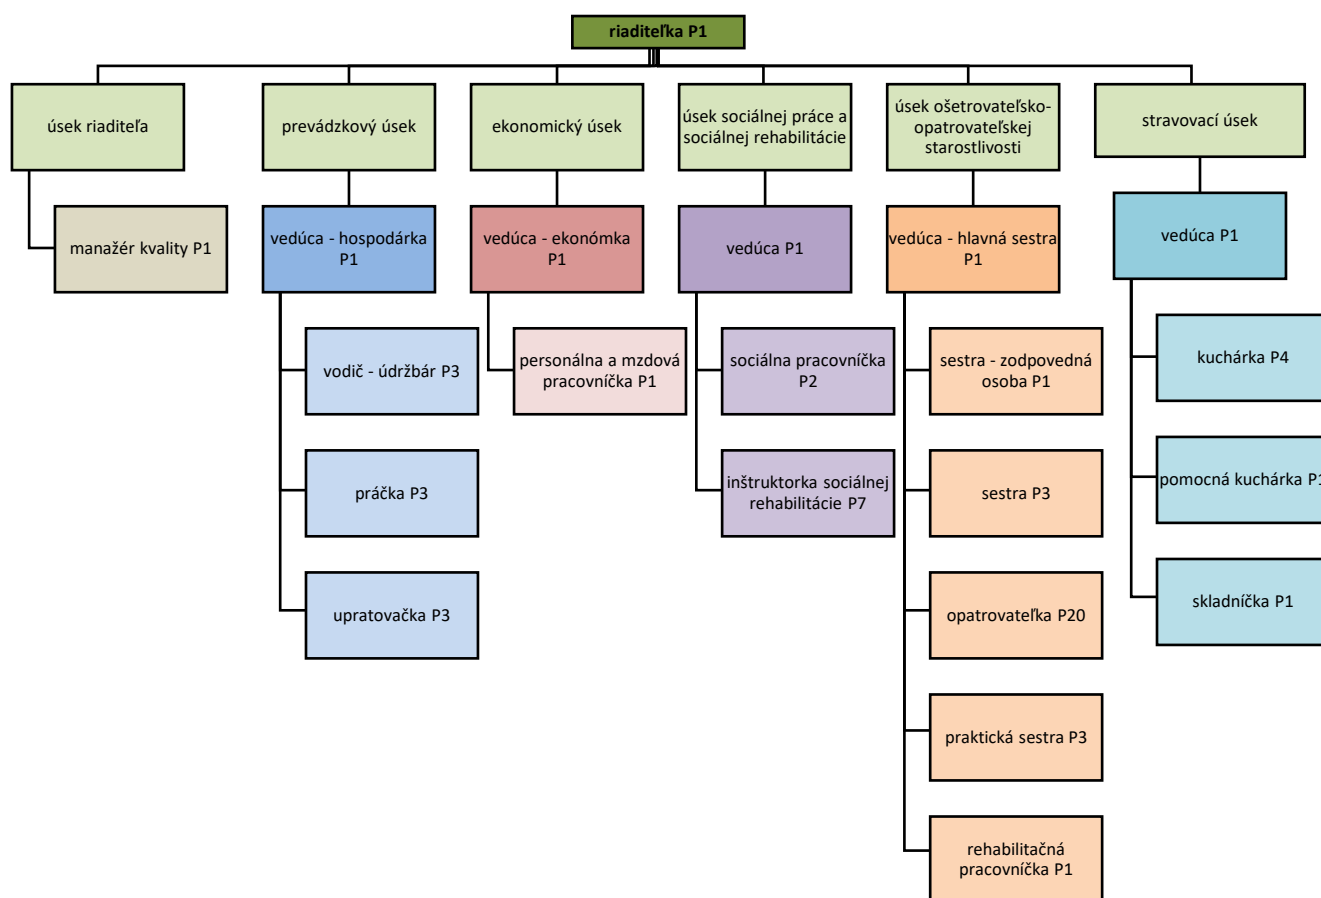 riaditeľka P1
úsek riaditeľa
prevádzkový úsek
ekonomický úsek
úsek sociálnej práce a
sociálnej rehabilitácie
úsek ošetrovateľsko-
opatrovateľskej
starostlivosti
stravovací úsek
manažér kvality P1
vedúca - hospodárka
P1
vedúca - ekonómka
P1
vedúca P1
vedúca - hlavná sestra
P1
vedúca P1
vodič - údržbár P3
personálna a mzdová
pracovníčka P1
sociálna pracovníčka
P2
sestra - zodpovedná
osoba P1
kuchárka P4
práčka P3
inštruktorka sociálnej
rehabilitácie P7
sestra P3
pomocná kuchárka P1
upratovačka P3
opatrovateľka P20
skladníčka P1
praktická sestra P3
rehabilitačná
pracovníčka P1